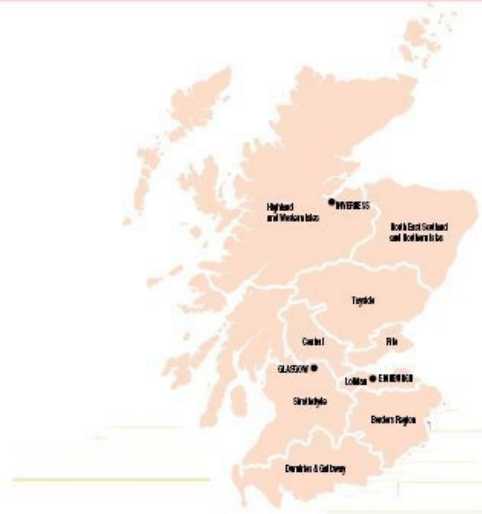 Highland
and Western Isles
INVERNESS
North East Scotland
and Northern Isles
Tayside
Central
Fife
GLASGOW
Lothian
EDINBURGH
Strathclyde
Borders Region
Dumfries & Galloway